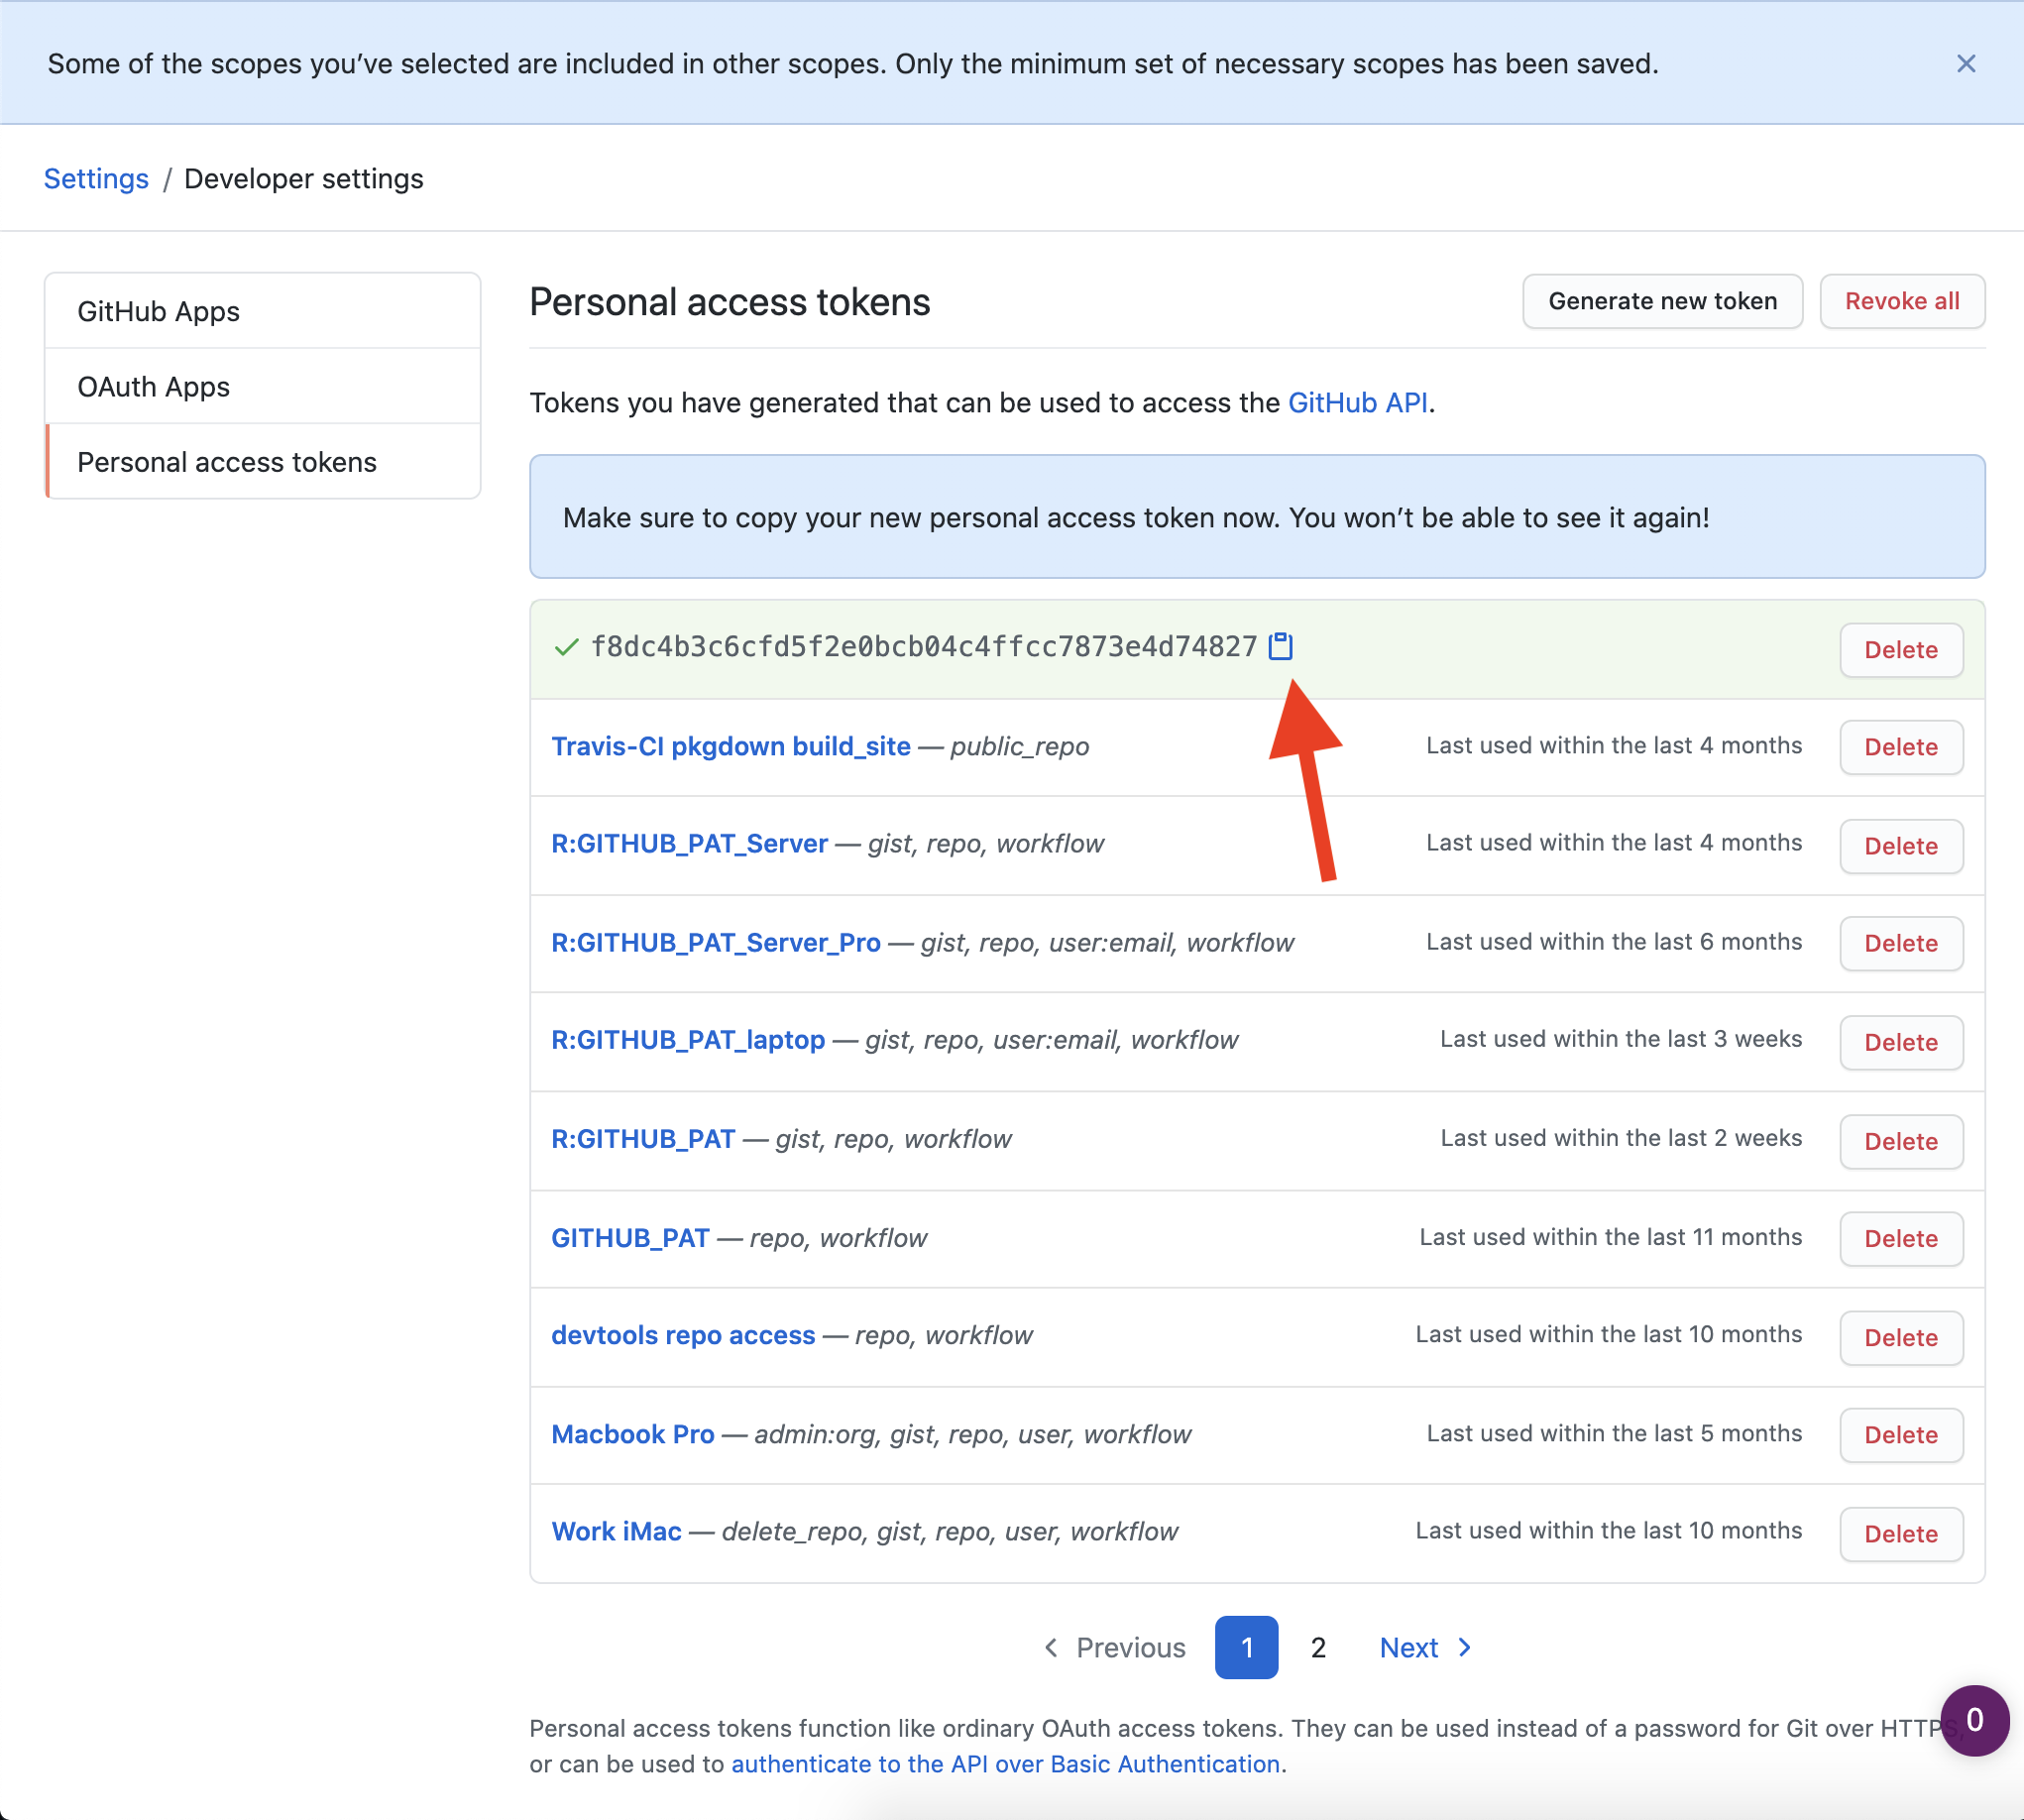 Some of the scopes you’ve selected are included in other scopes. Only the minimum set of necessary scopes has been saved.
Settings / Developer settings
GitHub Apps
OAuth Apps
Personal access tokens
Personal access tokens
Generate new token
Revoke all
Tokens you have generated that can be used to access the GitHub API.
Make sure to copy your new personal access token now. You won’t be able to see it again!
f8dc4b3c6cfd5f2e0bcb04c4ffcc7873e4d74827 Delete
Travis-CI pkgdown build_site — public_repo Last used within the last 4 months Delete
R:GITHUB_PAT_Server — gist, repo, workflow Last used within the last 4 months Delete
R:GITHUB_PAT_Server_Pro — gist, repo, user:email, workflow Last used within the last 6 months Delete
R:GITHUB_PAT_laptop — gist, repo, user:email, workflow Last used within the last 3 weeks Delete
R:GITHUB_PAT — gist, repo, workflow Last used within the last 2 weeks Delete
GITHUB_PAT — repo, workflow Last used within the last 11 months Delete
devtools repo access — repo, workflow Last used within the last 10 months Delete
Macbook Pro — admin:org, gist, repo, user, workflow Last used within the last 5 months Delete
Work iMac — delete_repo, gist, repo, user, workflow Last used within the last 10 months Delete
Previous 1 2 Next
Personal access tokens function like ordinary OAuth access tokens. They can be used instead of a password for Git over HTTPS,
or can be used to authenticate to the API over Basic Authentication.
0